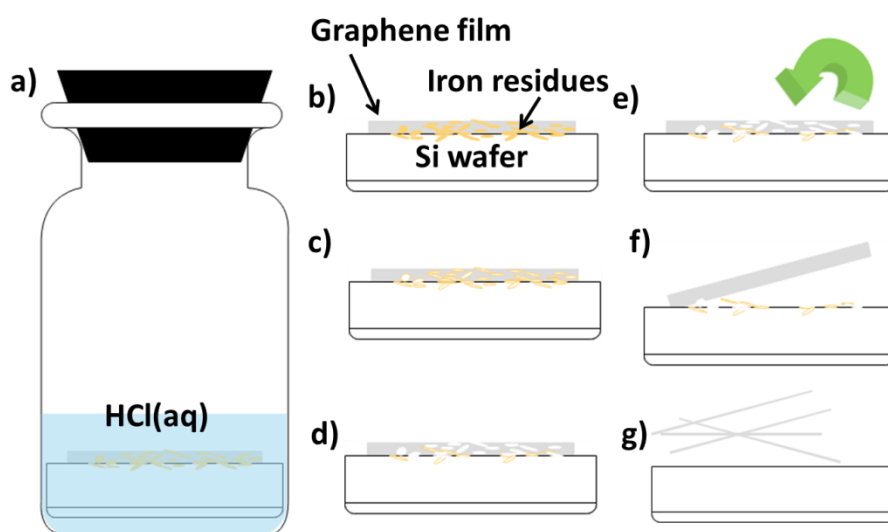 a)
HCl(aq)
Graphene film
Iron residues
b)
Si wafer
c)
d)
e)
f)
g)